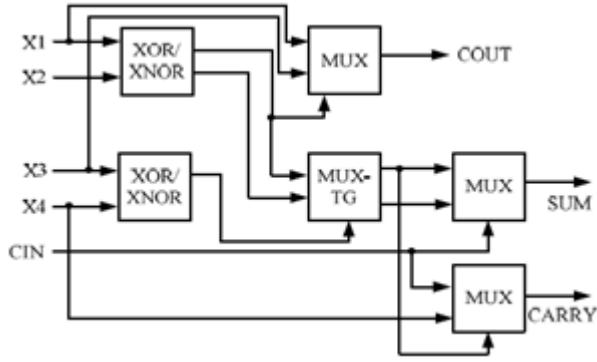 X1
X2
XOR/
XNOR
MUX
COUT
X3
X4
XOR/
XNOR
MUX-
TG
MUX
SUM
CIN
MUX
CARRY